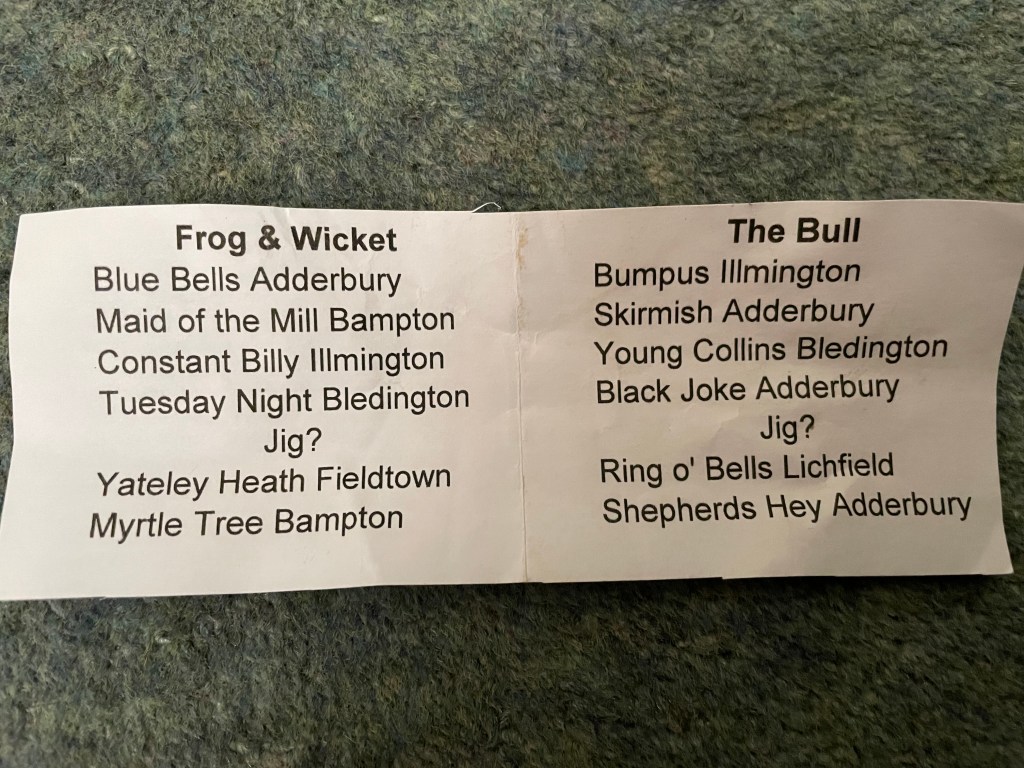 Frog & Wicket
Blue Bells Adderbury
Maid of the Mill Bampton
Constant Billy Illmington
Tuesday Night Bledington
Jig?
Yateley Heath Fieldtown
Myrtle Tree Bampton
The Bull
Bumpus Illmington
Skirmish Adderbury
Young Collins Bledington
Black Joke Adderbury
Jig?
Ring o' Bells Lichfield
Shepherds Hey Adderbury